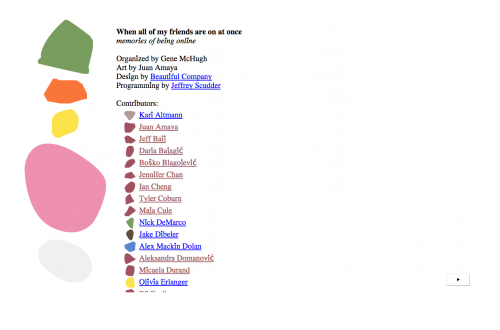 When all of my friends are on at once
memories of being online
Organized by Gene McHugh
Art by Juan Amaya
Design by Beautiful Company
Programming by Jeffrey Scudder
Contributors:
Kari Altmann
Juan Amaya
Jeff Baij
Darja Bajagić
Boško Blagojević
Jennifer Chan
Ian Cheng
Tyler Coburn
Maja Cule
Nick DeMarco
Jake Dibeler
Alex Mackin Dolan
Aleksandra Domanović
Micaela Durand
Olivia Erlanger